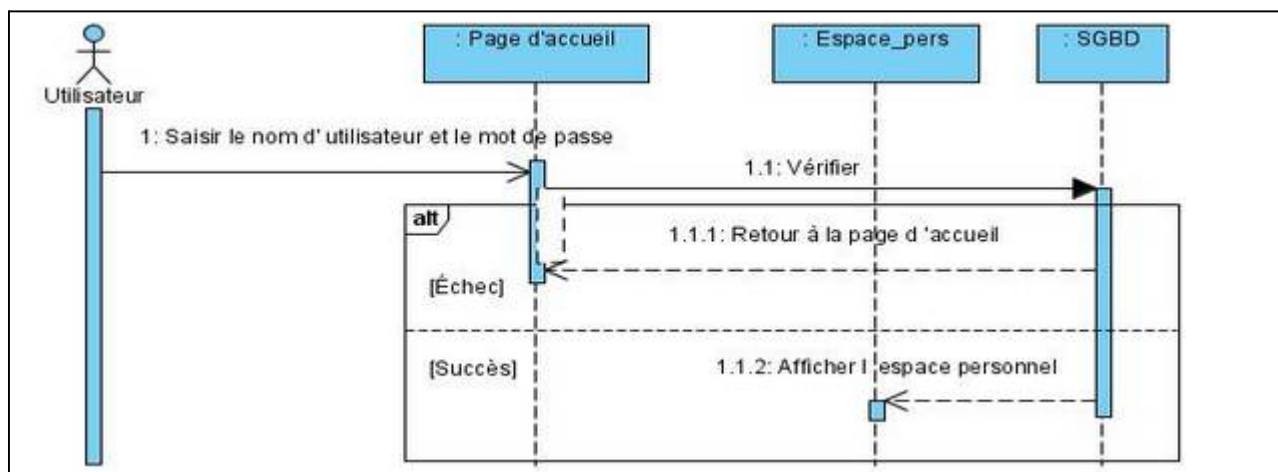 : Page d'accueil
: Espace_pers
: SGBD
Utilisateur
1: Saisir le nom d' utilisateur et le mot de passe
1.1: Vérifier
alt
1.1.1: Retour à la page d 'accueil
[Échec]
[Succès]
1.1.2: Afficher l 'espace personnel